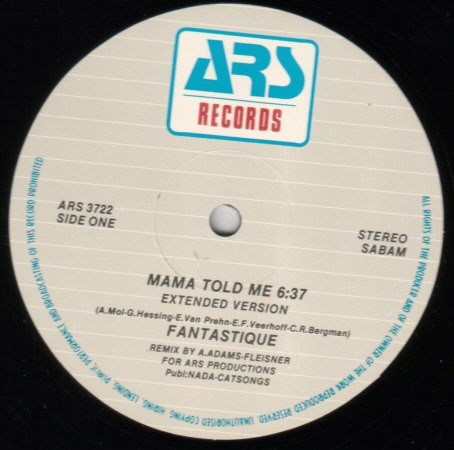 ARS
RECORDS
ARS 3722
SIDE ONE
STEREO
SABAM
MAMA TOLD ME 6:37
EXTENDED VERSION
(A.Mol-G.Hessing-E.Van Prehn-E.F.Veerhoff-C.R.Bergman)
FANTASTIQUE
REMIX BY A.ADAMS-FLEISNER
FOR ARS PRODUCTIONS
Publ:NADA-CATSONGS
ALL RIGHTS OF THE PRODUCER AND OF THE OWNER OF THE WORK REPRODUCED RESERVED. UNAUTHORISED COPYING, HIRING, LENDING, PUBLIC PERFORMANCE AND BROADCASTING OF THIS RECORD PROHIBITED